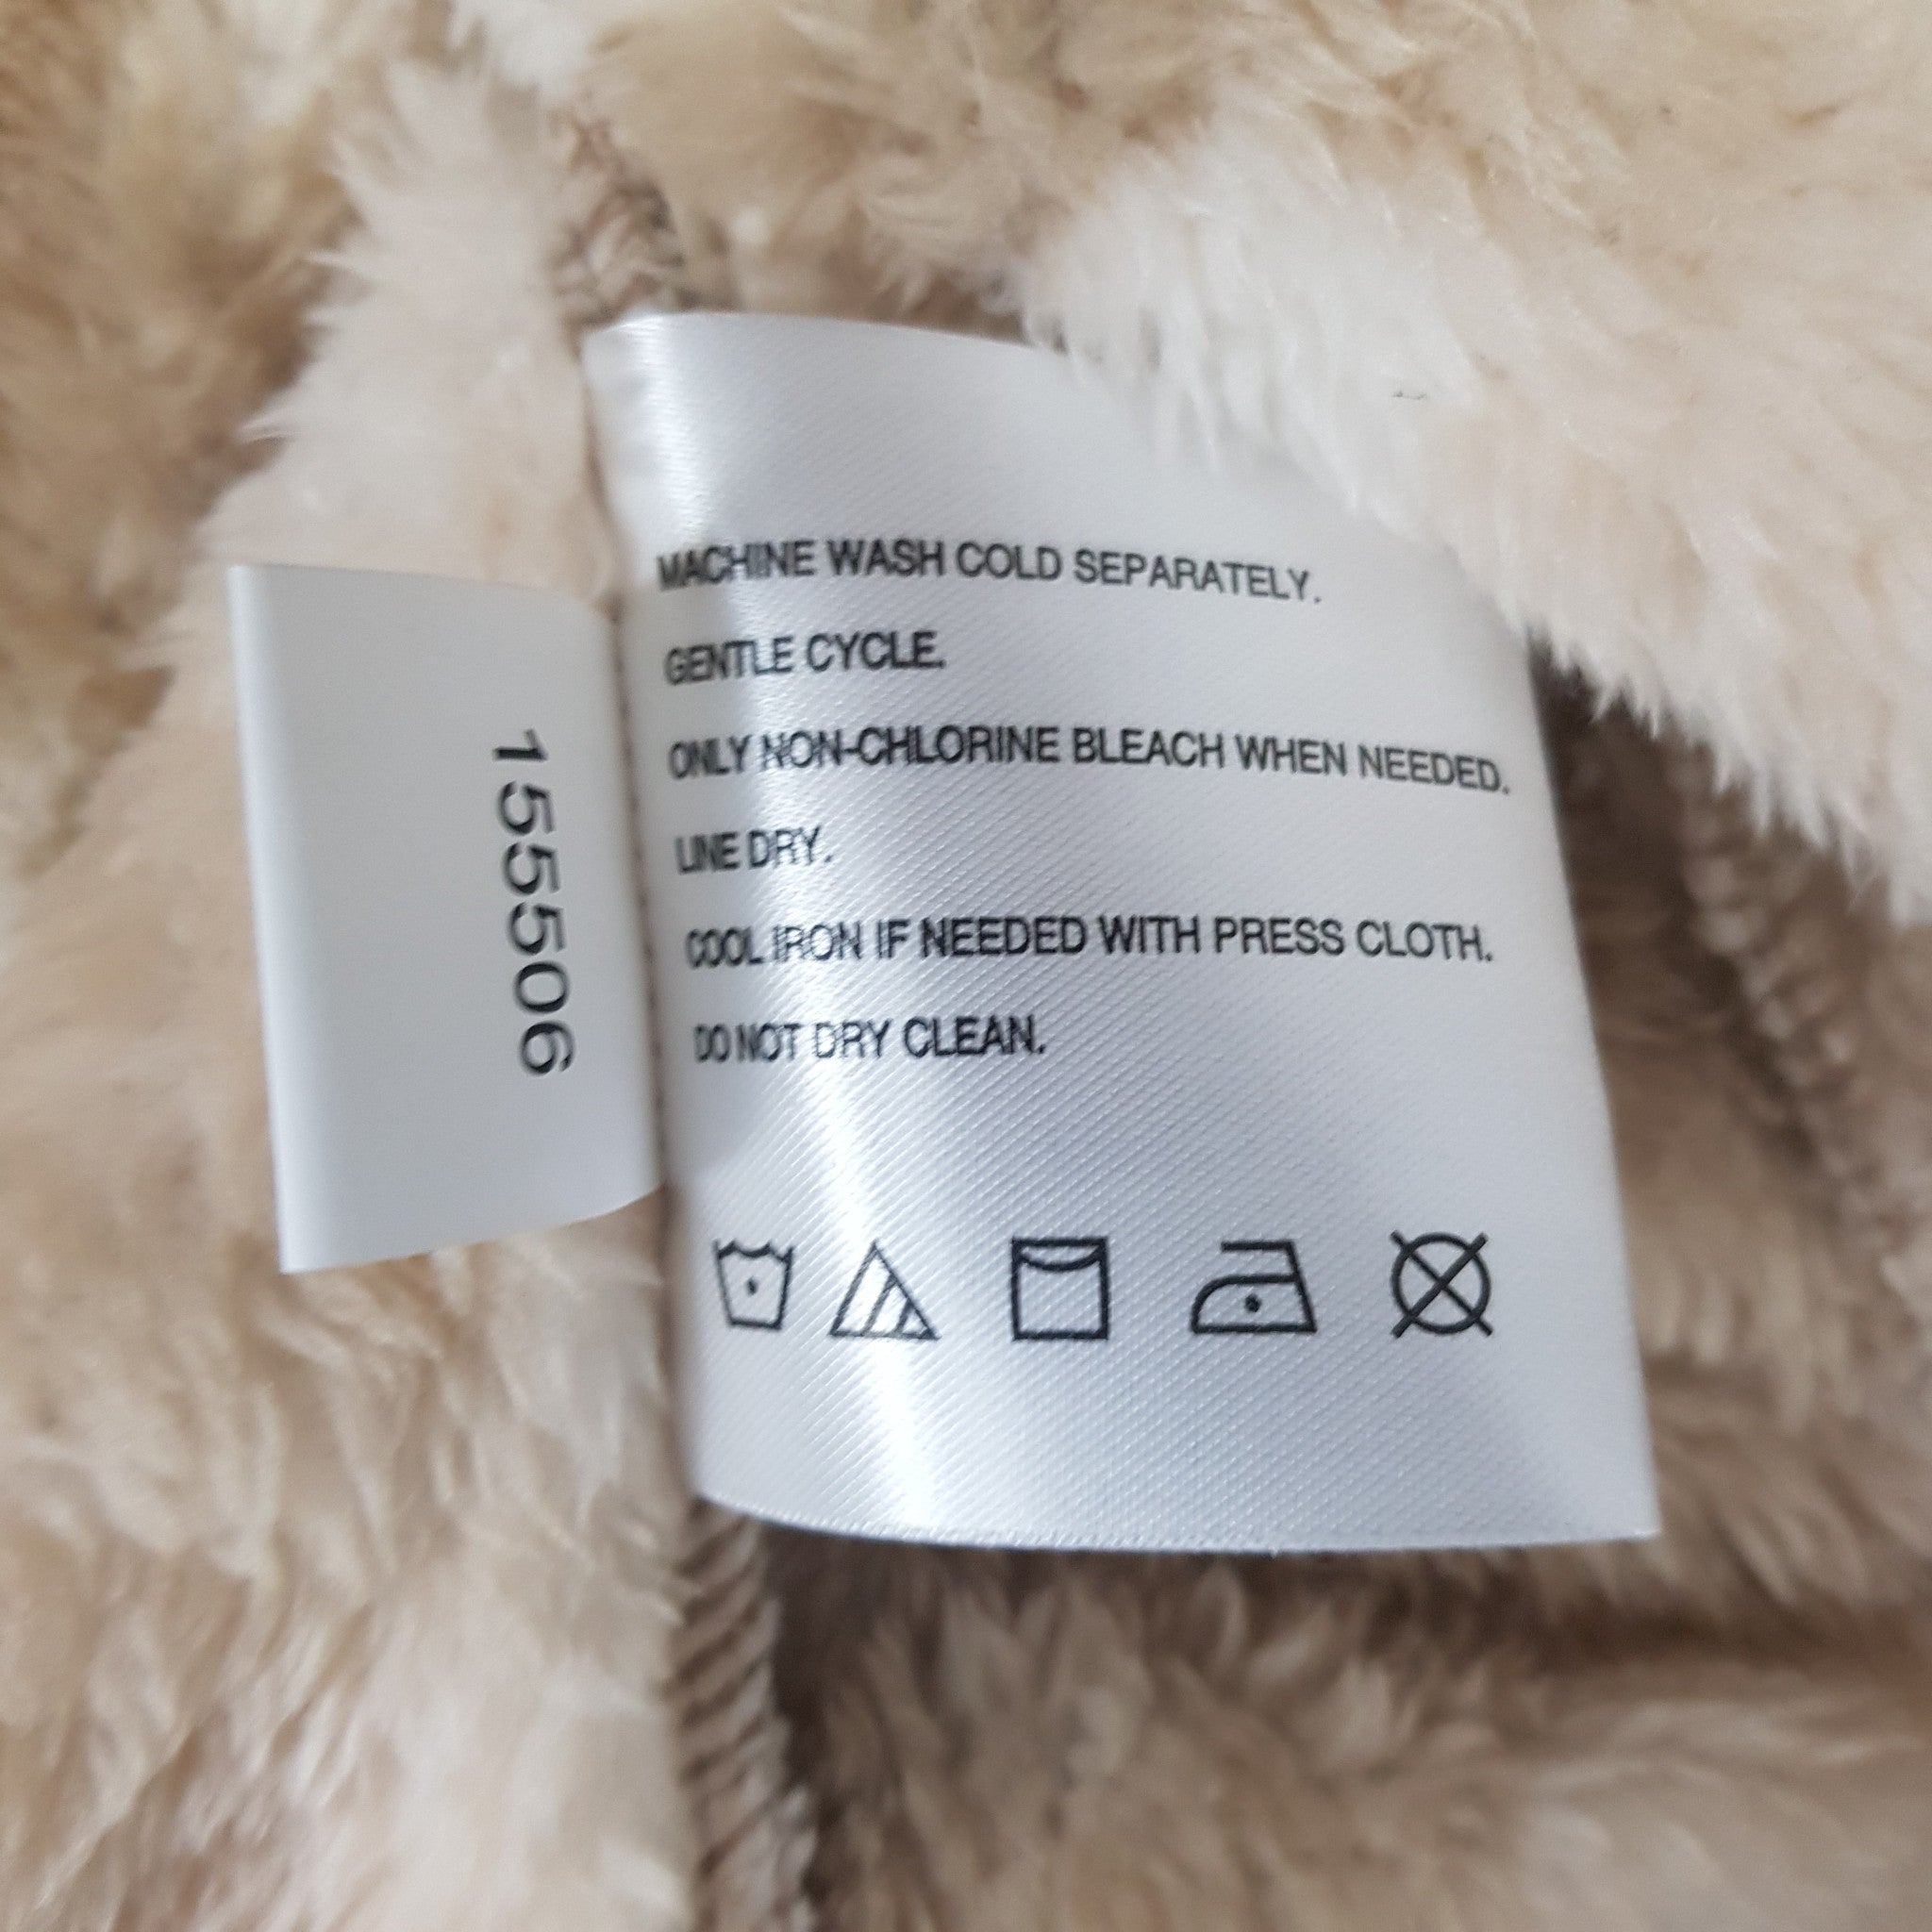 155506
MACHINE WASH COLD SEPARATELY.
GENTLE CYCLE.
ONLY NON-CHLORINE BLEACH WHEN NEEDED.
LINE DRY.
COOL IRON IF NEEDED WITH PRESS CLOTH.
DO NOT DRY CLEAN.